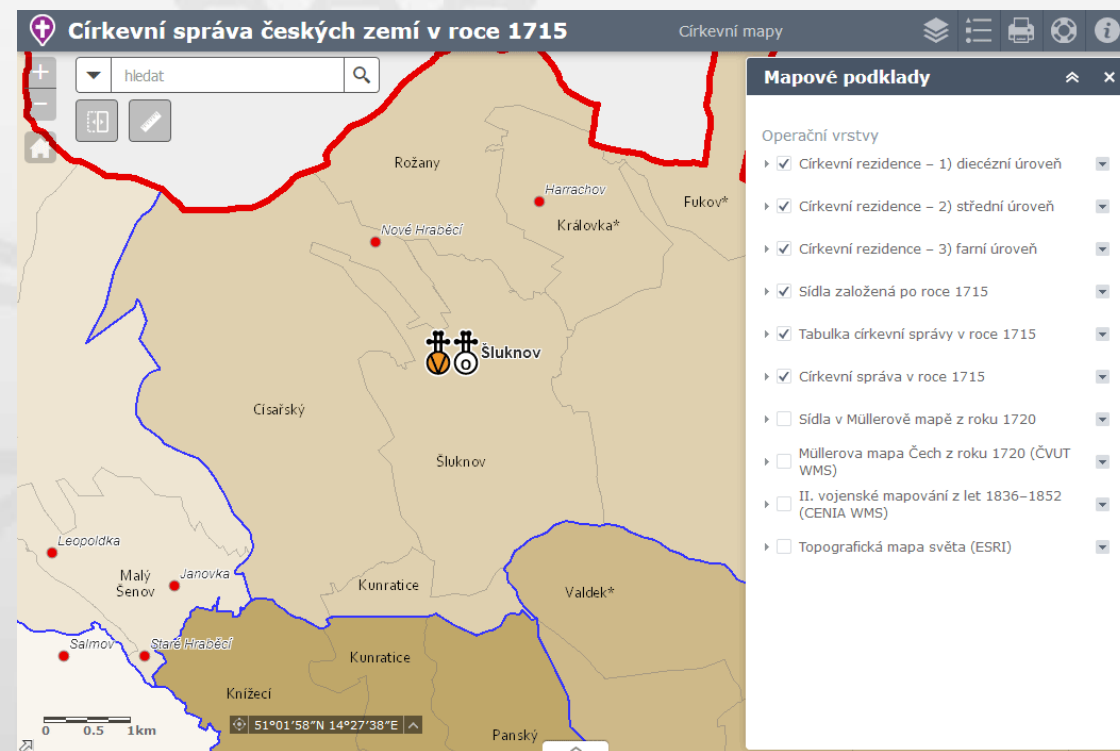 Církevní správa českých zemí v roce 1715
Církevní mapy
+
hledat
−
Mapové podklady
Operační vrstvy
Církevní rezidence – 1) diecézní úroveň
Církevní rezidence – 2) střední úroveň
Církevní rezidence – 3) farní úroveň
Sídla založená po roce 1715
Tabulka církevní správy v roce 1715
Církevní správa v roce 1715
Sídla v Müllerově mapě z roku 1720
Müllerova mapa Čech z roku 1720 (ČVUT
WMS)
II. vojenské mapování z let 1836–1852
(CENIA WMS)
Topografická mapa světa (ESRI)
Rožany
Harrachov
Fukov*
Královka*
Nové Hraběcí
V o Šluknov
Císařský
Šluknov
Leopoldka
Malý
Šenov
Janovka
Kunratice
Valdek*
Salmov
Staré Hraběcí
Kunratice
Knížecí
Panský
0 0.5 1km
51°01'58"N 14°27'38"E